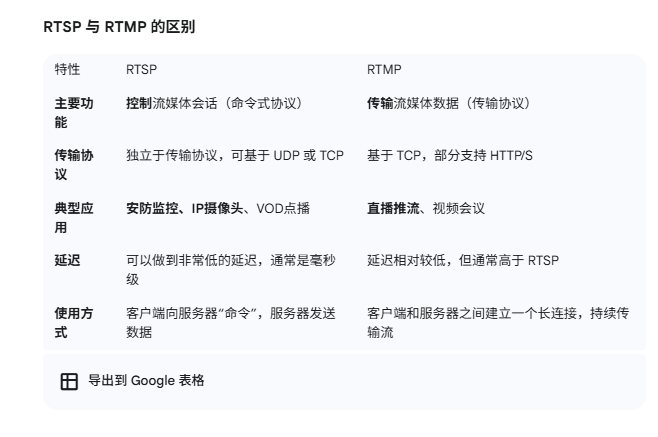 RTSP 与 RTMP 的区别
特性 RTSP RTMP
主要功 控制流媒体会话（命令式协议） 传输流媒体数据（传输协议）
能
传输协 独立于传输协议，可基于 UDP 或 TCP 基于 TCP，部分支持 HTTP/S
议
典型应 安防监控、IP摄像头、VOD点播 直播推流、视频会议
用
延迟 可以做到非常低的延迟，通常是毫秒 延迟相对较低，但通常高于 RTSP
级
使用方 客户端向服务器“命令”，服务器发送 客户端和服务器之间建立一个长连接，持续传
式 数据 输流
导出到 Google 表格